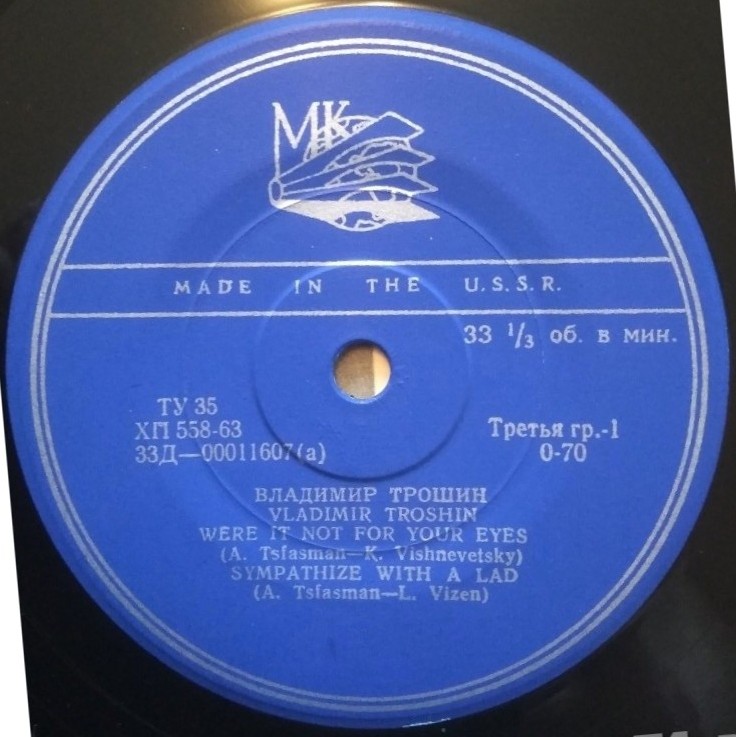 МК
MADE IN THE U.S.S.R.
33 1/3 об. в мин.
ТУ 35
ХП 558-63
33Д—00011607(а)
Третья гр.-1
0-70
ВЛАДИМИР ТРОШИН
VLADIMIR TROSHIN
WERE IT NOT FOR YOUR EYES
(A. Tsfasman—K. Vishnevetsky)
SYMPATHIZE WITH A LAD
(A. Tsfasman—L. Vizen)